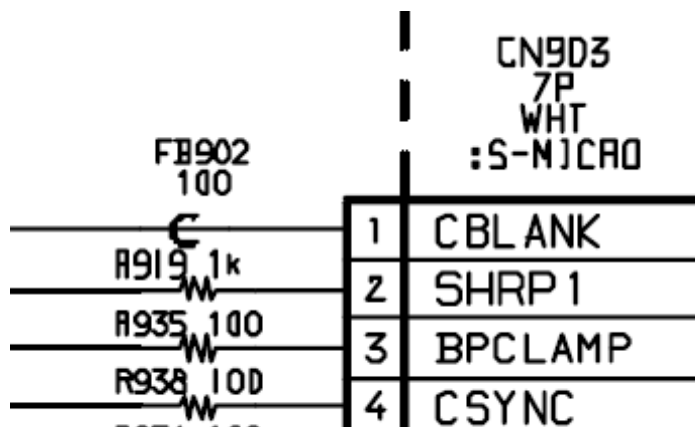 CN903
7P
WHT
:S-MICRO
FB902
100
1 CBLANK
R919 1k
2 SHRP1
R935 100
3 BPCLAMP
R938 100
4 CSYNC